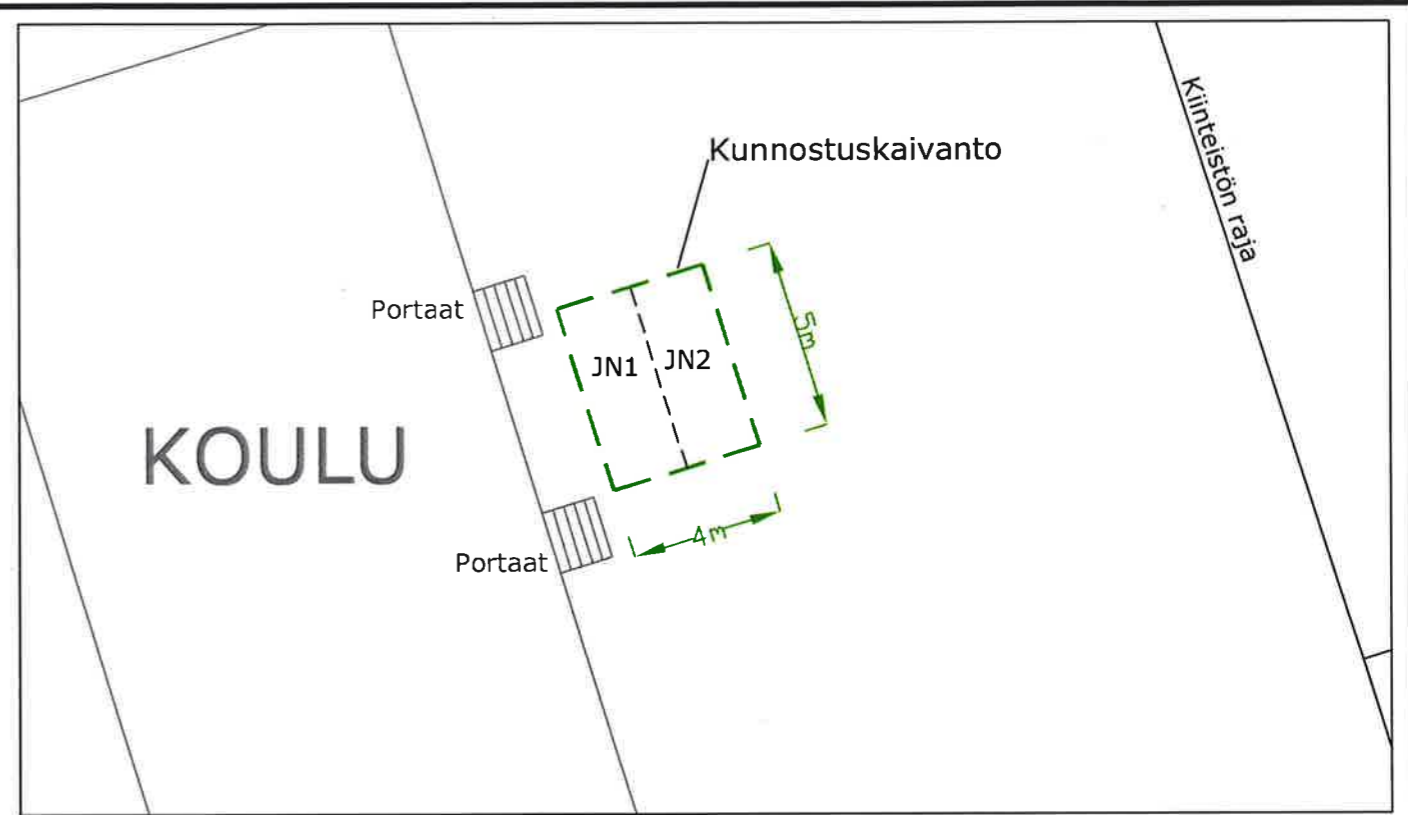 Kiinteistön raja
Kunnostuskaivanto
Portaat
5m
JN1
JN2
KOULU
4m
Portaat